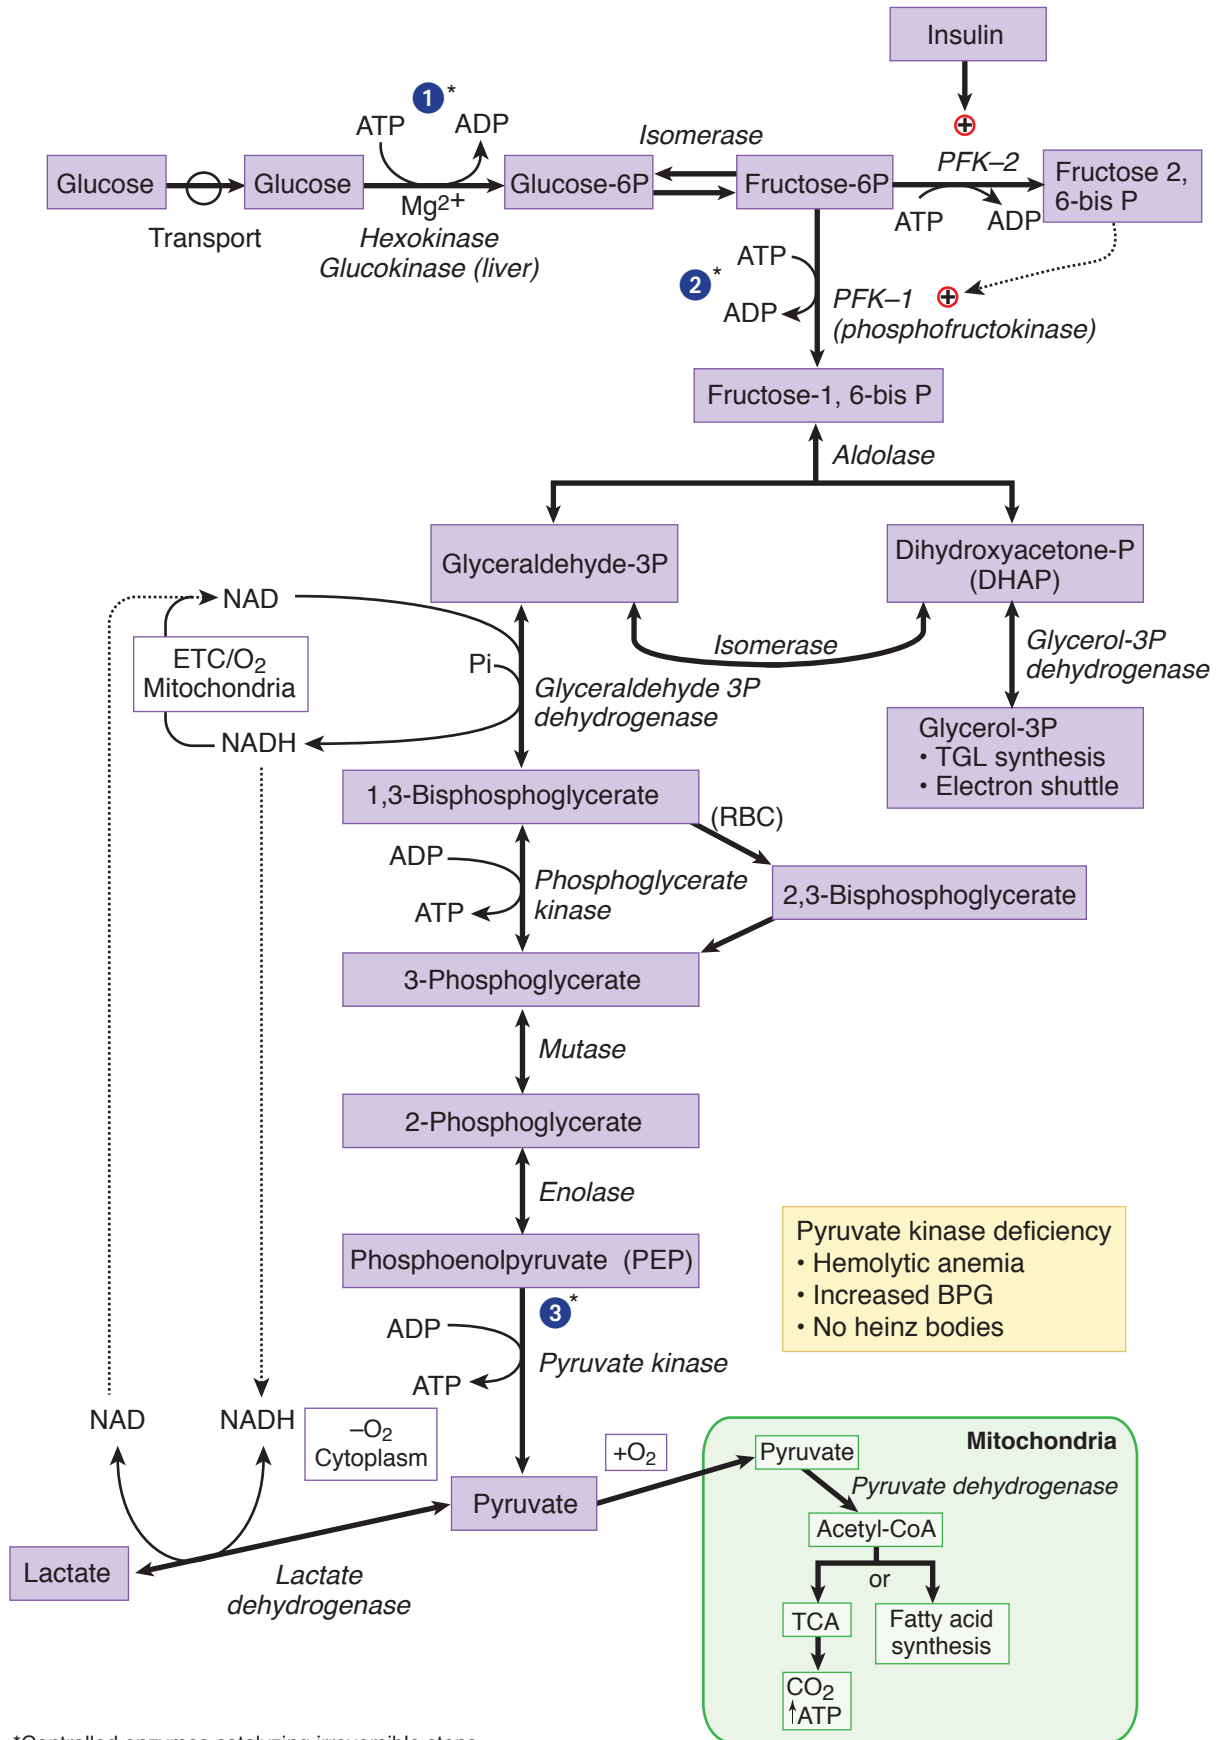 Insulin
1*
ATP
ADP
Isomerase
PFK–2
Glucose
Glucose
Glucose-6P
Fructose-6P
Fructose 2,
6-bis P
Transport
Mg2+
Hexokinase
Glucokinase (liver)
ATP
ADP
ATP
2*
ADP
PFK–1
(phosphofructokinase)
Fructose-1, 6-bis P
Aldolase
Glyceraldehyde-3P
Dihydroxyacetone-P
(DHAP)
NAD
ETC/O2
Mitochondria
NADH
Pi
Isomerase
Glyceraldehyde 3P
dehydrogenase
Glycerol-3P
dehydrogenase
Glycerol-3P
• TGL synthesis
• Electron shuttle
1,3-Bisphosphoglycerate
(RBC)
ADP
ATP
Phosphoglycerate
kinase
2,3-Bisphosphoglycerate
3-Phosphoglycerate
Mutase
2-Phosphoglycerate
Enolase
Phosphoenolpyruvate (PEP)
Pyruvate kinase deficiency
• Hemolytic anemia
• Increased BPG
• No heinz bodies
3*
ADP
ATP
Pyruvate kinase
NAD
NADH
–O2
Cytoplasm
+O2
Pyruvate
Lactate
Lactate
dehydrogenase
Mitochondria
Pyruvate
Pyruvate dehydrogenase
Acetyl-CoA
or
TCA
Fatty acid
synthesis
CO2
↑ATP
*Controlled enzymes catalyzing irreversible steps